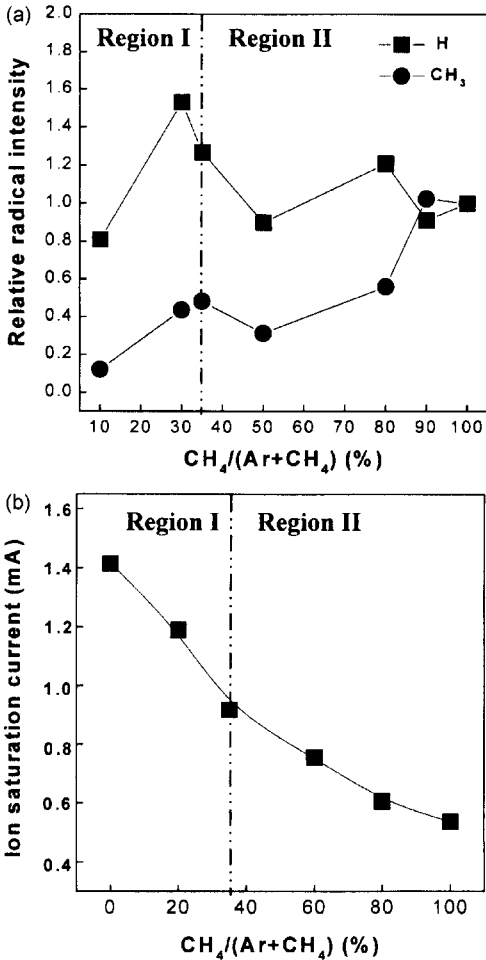 (a)
2.0
Region I
Region II
H
CH₃
1.8
1.6
1.4
1.2
1.0
0.8
0.6
0.4
0.2
0.0
Relative radical intensity
10 20 30 40 50 60 70 80 90 100
CH₄/(Ar+CH₄) (%)
(b)
1.6
Region I
Region II
1.4
1.2
1.0
0.8
0.6
0.4
Ion saturation current (mA)
0 20 40 60 80 100
CH₄/(Ar+CH₄) (%)